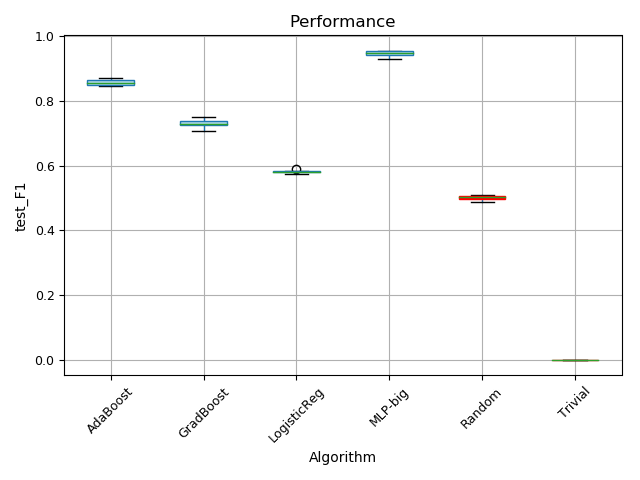 Performance
1.0
0.8
0.6
0.4
0.2
0.0
test_F1
AdaBoost
GradBoost
LogisticReg
MLP-big
Random
Trivial
Algorithm